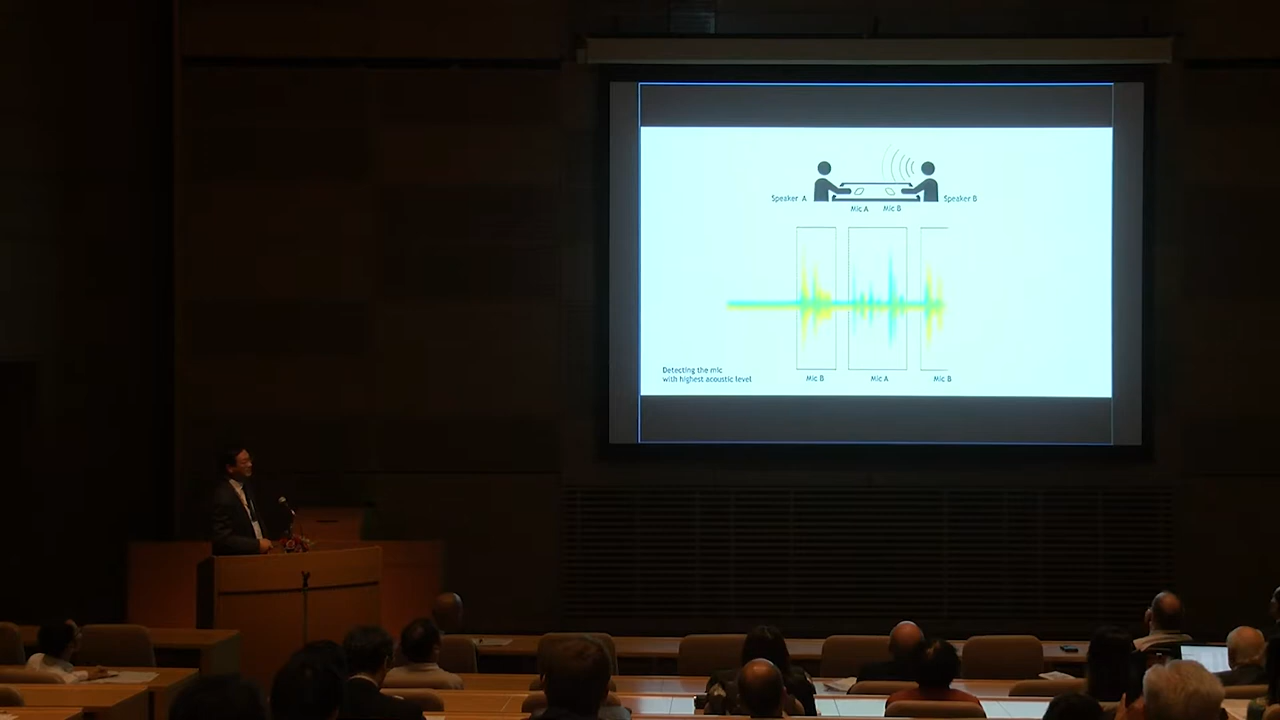 Speaker A
Speaker B
Mic A
Mic B
Detecting the mic
with highest acoustic level
Mic B
Mic A
Mic B